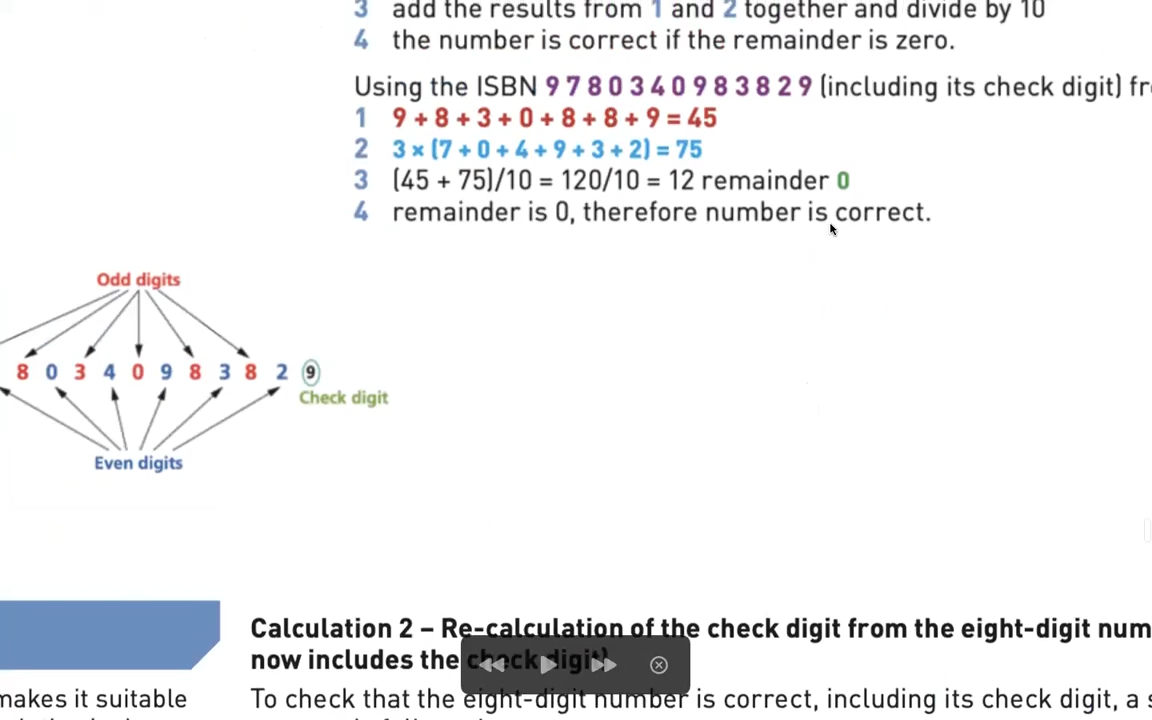 3 add the results from 1 and 2 together and divide by 10
4 the number is correct if the remainder is zero.
Using the ISBN 9 7 8 0 3 4 0 9 8 3 8 2 9 (including its check digit)
1 9 + 8 + 3 + 0 + 8 + 8 + 9 = 45
2 3 × (7 + 0 + 4 + 9 + 3 + 2) = 75
3 (45 + 75)/10 = 120/10 = 12 remainder 0
4 remainder is 0, therefore number is correct.
Odd digits
8 0 3 4 0 9 8 3 8 2 9
Check digit
Even digits
Calculation 2 – Re-calculation of the check digit from the eight-digit
now includes the check digit)
makes it suitable
To check that the eight-digit number is correct, including its check digit, a